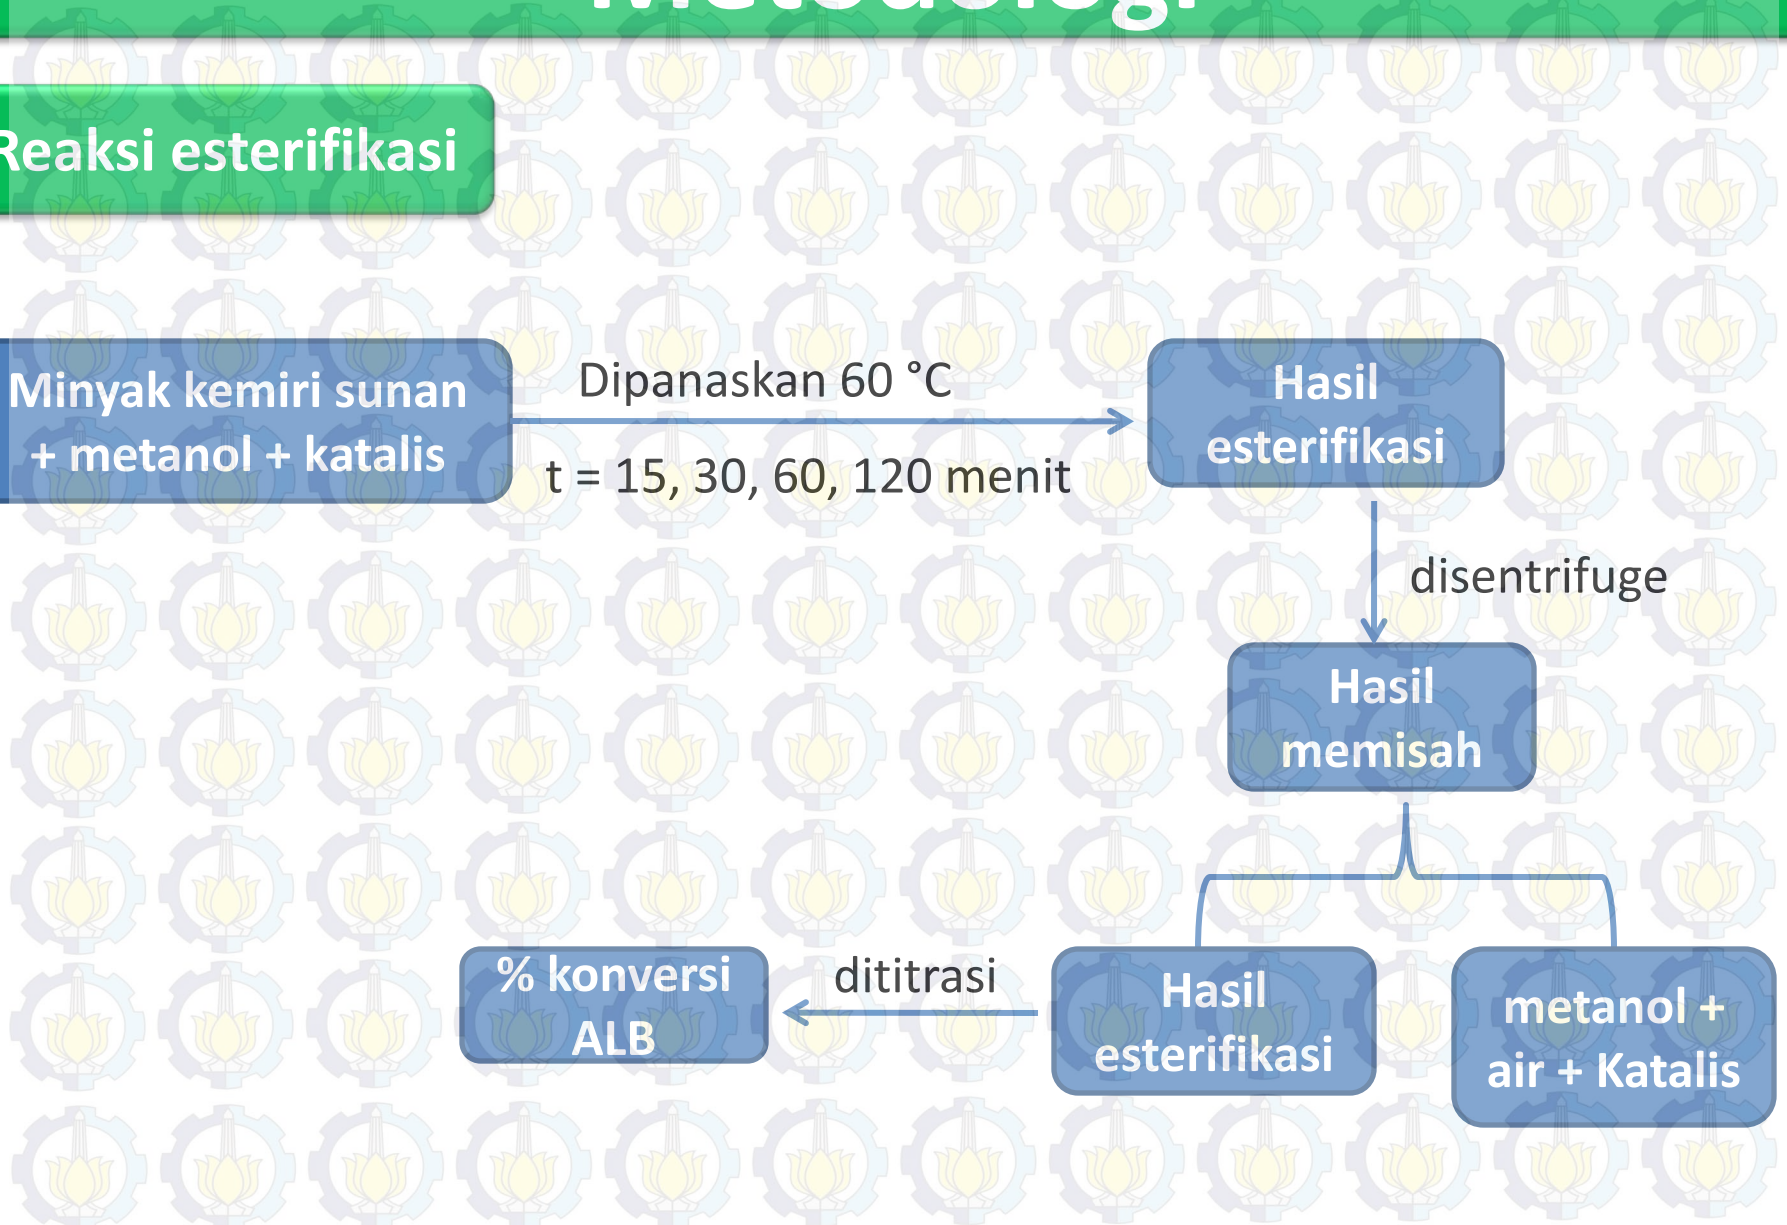 Metodologi
Reaksi esterifikasi
Minyak kemiri sunan
+ metanol + katalis
Dipanaskan 60 °C
t = 15, 30, 60, 120 menit
Hasil
esterifikasi
disentrifuge
Hasil
memisah
% konversi
ALB
dititrasi
Hasil
esterifikasi
metanol +
air + Katalis